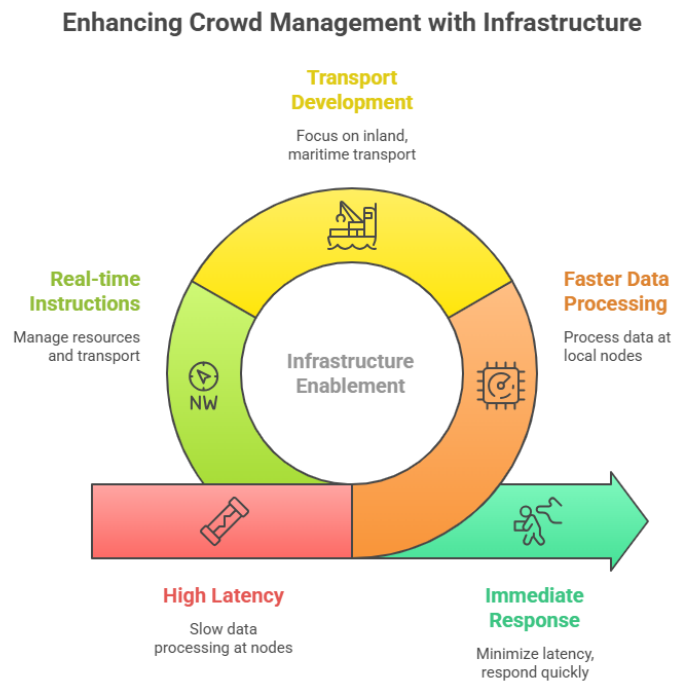 Enhancing Crowd Management with Infrastructure
Transport
Development
Focus on inland,
maritime transport
Real-time
Instructions
Manage resources
and transport
Faster Data
Processing
Process data at
local nodes
Infrastructure
Enablement
NW
High Latency
Slow data
processing at nodes
Immediate
Response
Minimize latency,
respond quickly